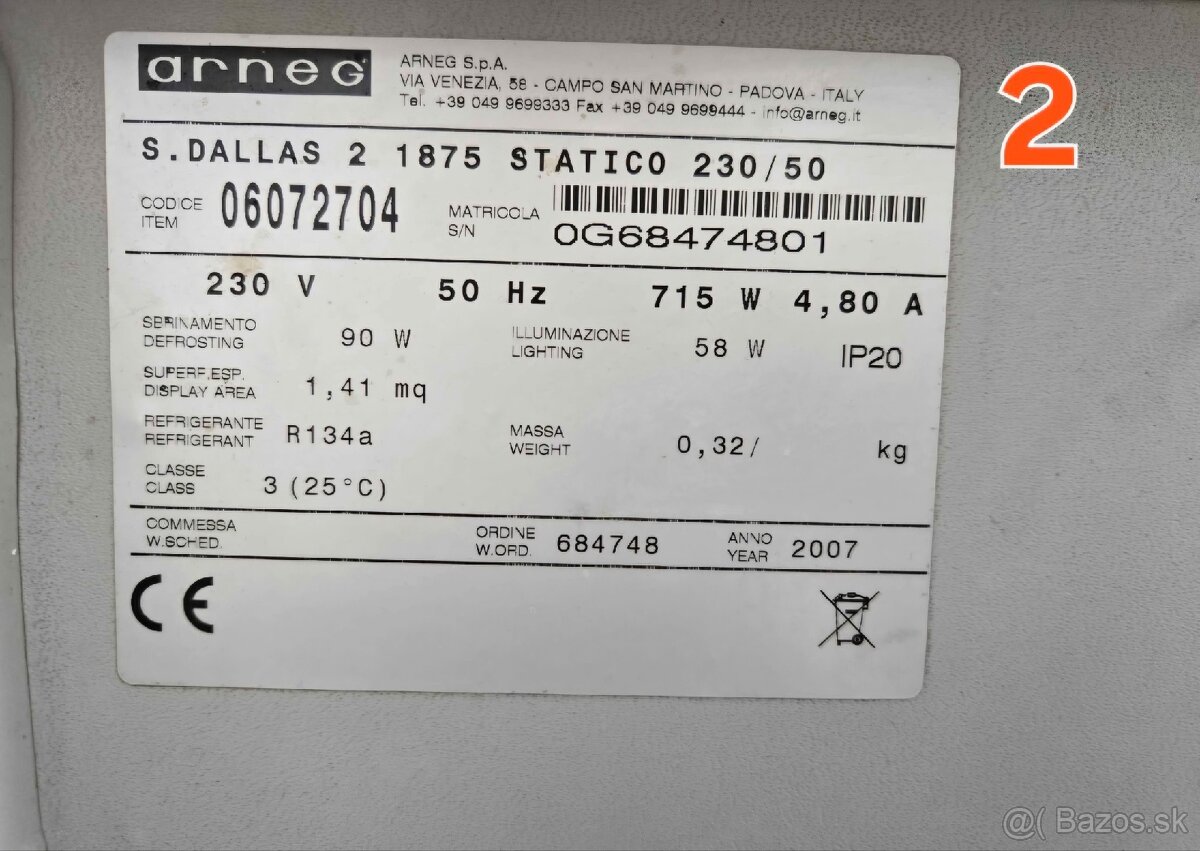 arneg
ARNEG S.p.A.
VIA VENEZIA, 58 - CAMPO SAN MARTINO - PADOVA - ITALY
Tel. +39 049 9699333 Fax +39 049 9699444 - info@arneg.it
2
S.DALLAS 2 1875 STATICO 230/50
CODICE
ITEM
06072704
MATRICOLA
S/N
0G68474801
230 V 50 Hz 715 W 4,80 A
SBRINAMENTO
DEFROSTING
90 W
ILLUMINAZIONE
LIGHTING
58 W
IP20
SUPERF.ESP.
DISPLAY AREA
1,41 mq
REFRIGERANTE
REFRIGERANT
R134a
MASSA
WEIGHT
0,32/ kg
CLASSE
CLASS
3 (25°C)
COMMESSA
W.SCHED.
ORDINE
W.ORD.
684748
ANNO
YEAR
2007
CE
@( Bazos.sk